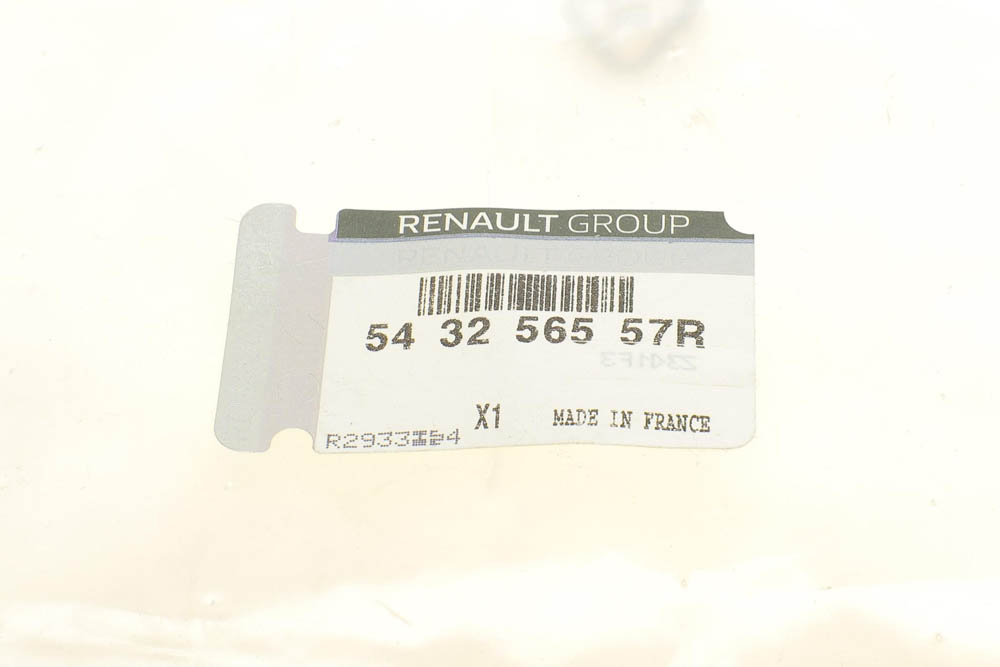 RENAULT GROUP
54 32 565 57R
X1 MADE IN FRANCE